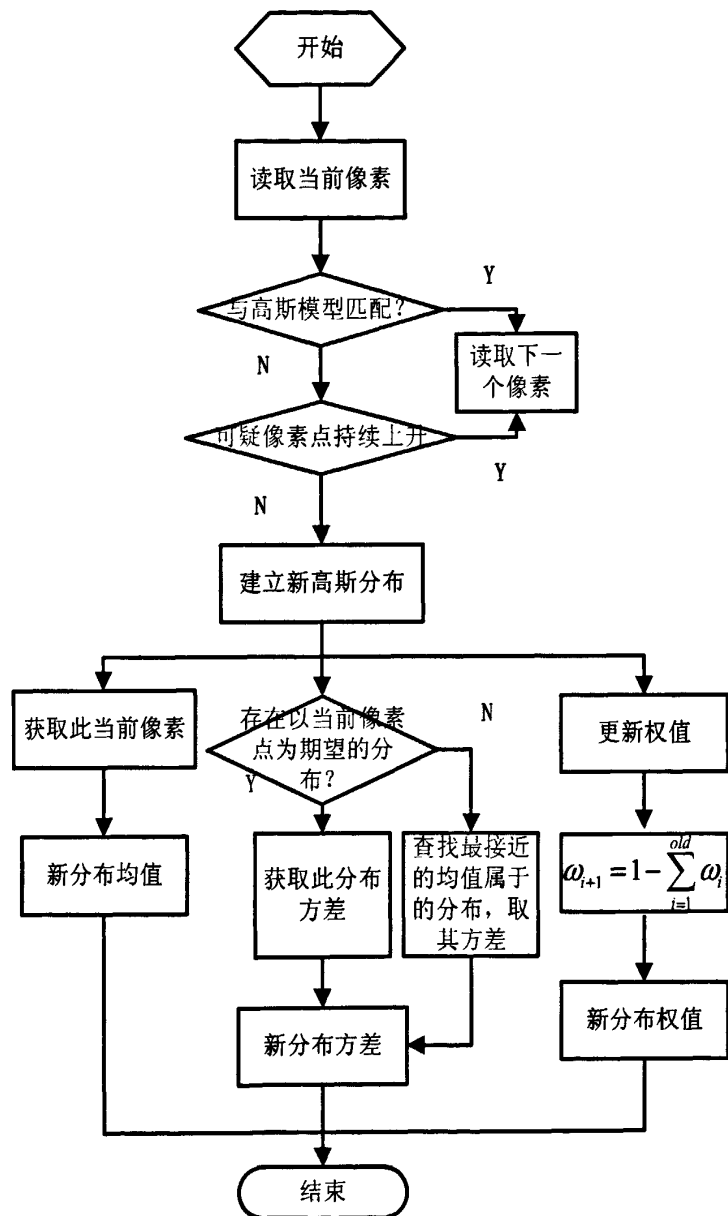 开始
读取当前像素
与高斯模型匹配?
Y
读取下一
个像素
N
可疑像素点持续上升
Y
N
建立新高斯分布
获取此当前像素
存在以当前像素
点为期望的分
布?
N
Y
更新权值
新分布均值
获取此分布
方差
查找最接近
的均值属于
的分布，取
其方差
ω_{i+1} = 1 - \sum_{i=1}^{old} ω_i
新分布方差
新分布权值
结束